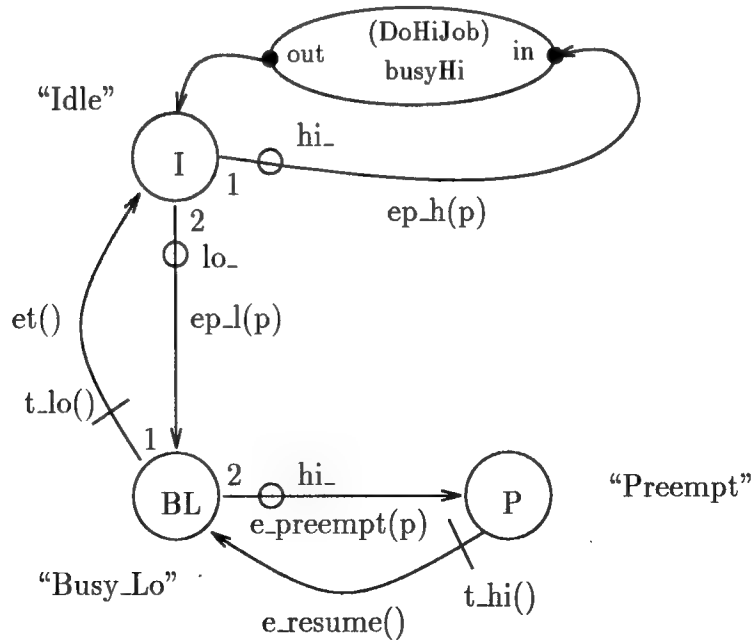 (DoHiJob)
out
in
busyHi
“Idle”
hi_
I
1
ep_h(p)
2
lo_
et()
ep_l(p)
t_lo()
1
2
hi_
BL
P
“Preempt”
e_preempt(p)
“Busy_Lo”
t_hi()
e_resume()